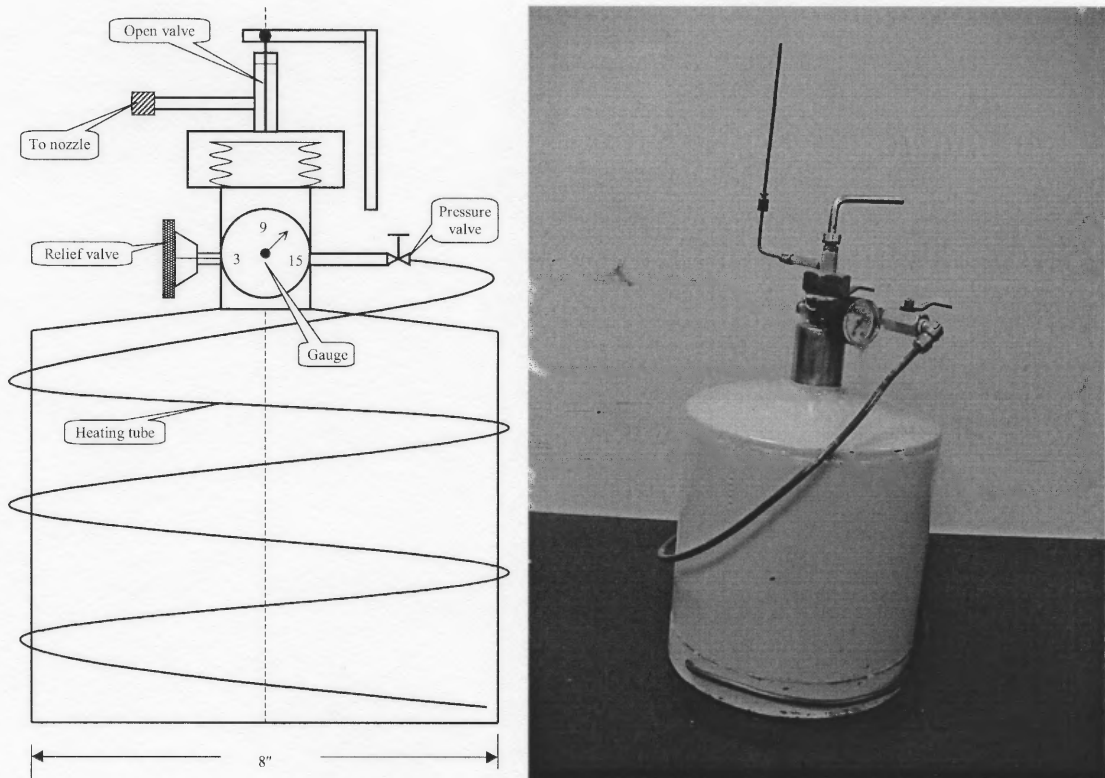 Open valve
To nozzle
Pressure
valve
9
Relief valve
3
15
Gauge
Heating tube
8"